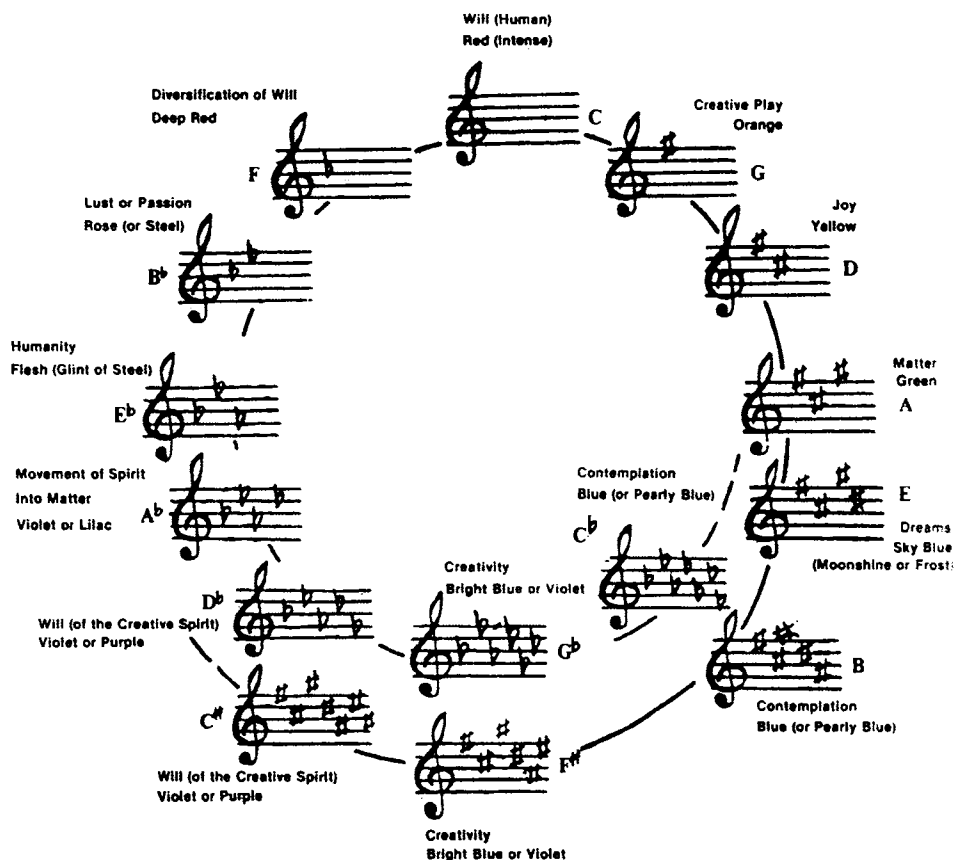 Will (Human)
Red (Intense)
C
Creative Play
Orange
G
Joy
Yellow
D
Matter
Green
A
E
Dreams
Sky Blue
(Moonshine or Frost)
B
Contemplation
Blue (or Pearly Blue)
F#
Creativity
Bright Blue or Violet
C#
Will (of the Creative Spirit)
Violet or Purple
Contemplation
Blue (or Pearly Blue)
C♭
Creativity
Bright Blue or Violet
G♭
D♭
Will (of the Creative Spirit)
Violet or Purple
Movement of Spirit
Into Matter
Violet or Lilac
A♭
Humanity
Flesh (Glint of Steel)
E♭
Lust or Passion
Rose (or Steel)
B♭
Diversification of Will
Deep Red
F